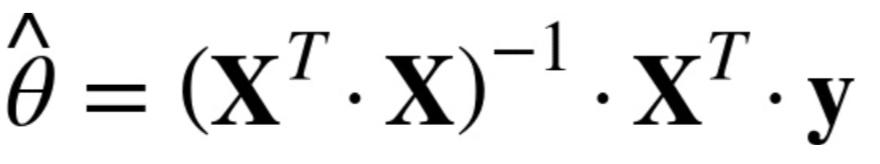 θ̂ = (𝐗ᵀ · 𝐗)⁻¹ · 𝐗ᵀ · 𝐲